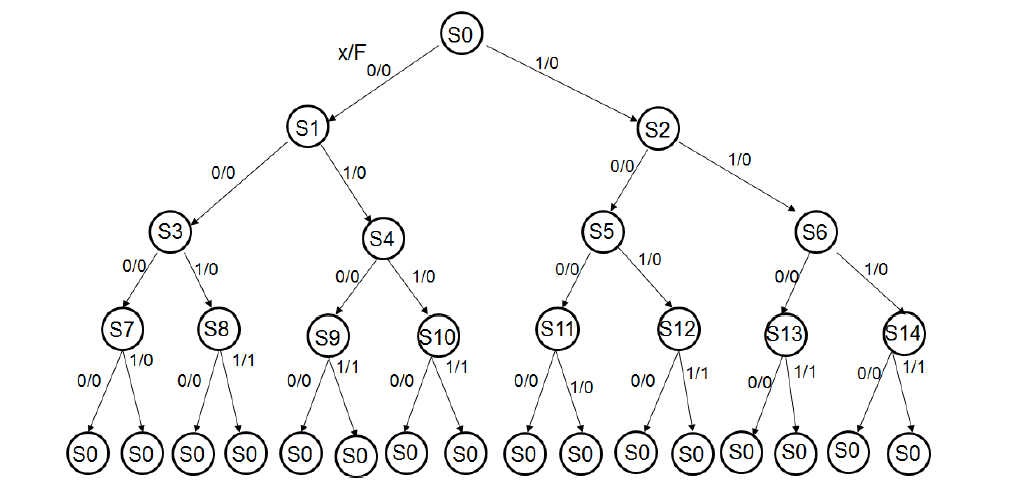 S0
x/F
0/0 1/0
S1 S2
0/0 1/0 0/0 1/0
S3 S4 S5 S6
0/0 1/0 0/0 1/0 0/0 1/0 0/0 1/0
S7 S8 S9 S10 S11 S12 S13 S14
0/0 1/0 0/0 1/1 0/0 1/1 0/0 1/1 0/0 1/0 0/0 1/1 0/0 1/1 0/0 1/1
S0 S0 S0 S0 S0 S0 S0 S0 S0 S0 S0 S0 S0 S0 S0 S0